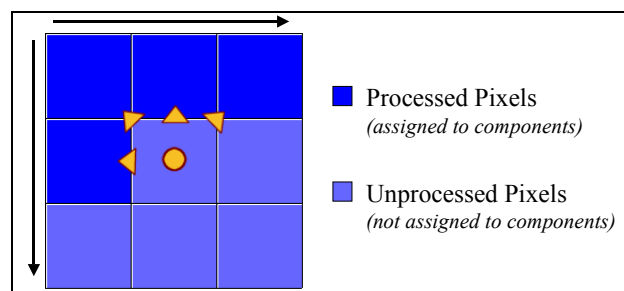 Processed Pixels
(assigned to components)
Unprocessed Pixels
(not assigned to components)